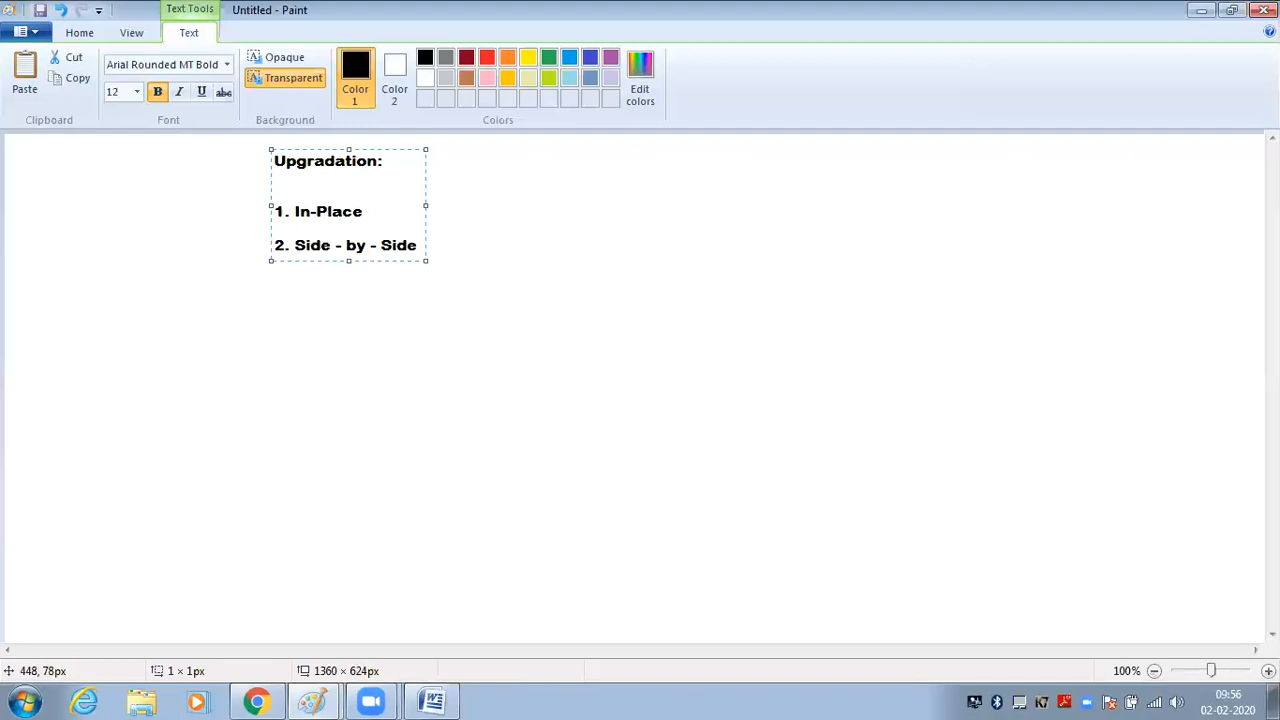 Text Tools
Untitled - Paint
Home
View
Text
Paste
Cut
Copy
Clipboard
Arial Rounded MT Bold
12
B
I
U
abc
Font
Opaque
Transparent
Background
Color
1
Color
2
Edit
colors
Colors
Upgradation:
1. In-Place
2. Side - by - Side
448, 78px
1 × 1px
1360 × 624px
100%
09:56
02-02-2020